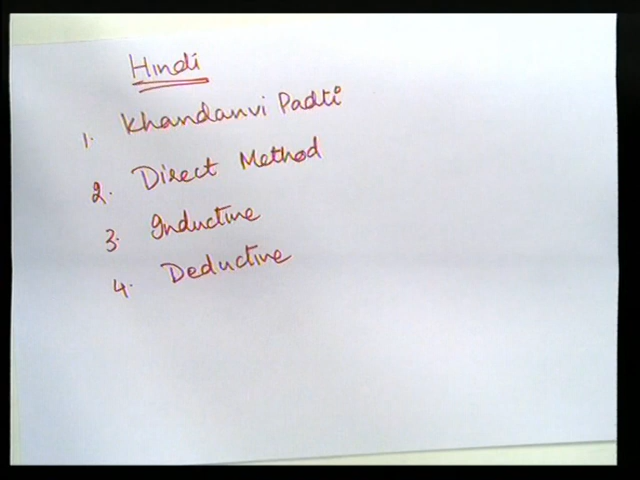 Hindi
1. Khandanvi Padti
2. Direct Method
3. Inductive
4. Deductive